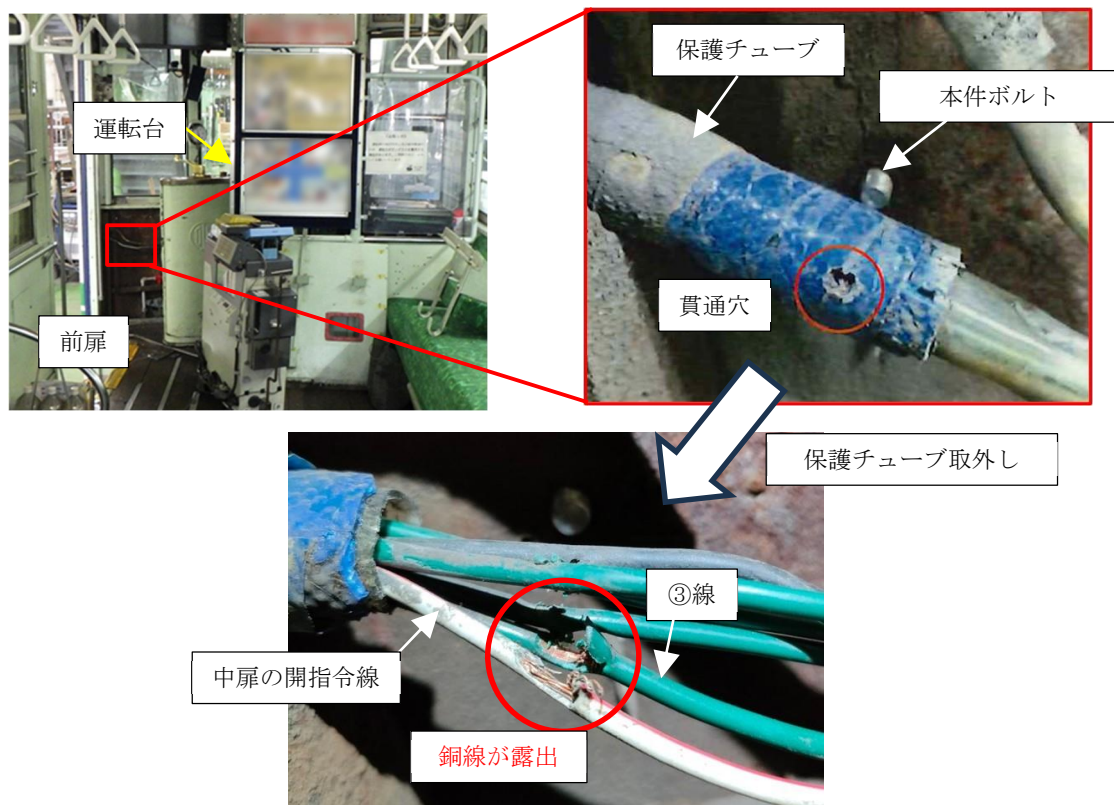 運転台
前扉
保護チューブ
本件ボルト
貫通穴
保護チューブ取外し
③線
中扉の開指令線
銅線が露出